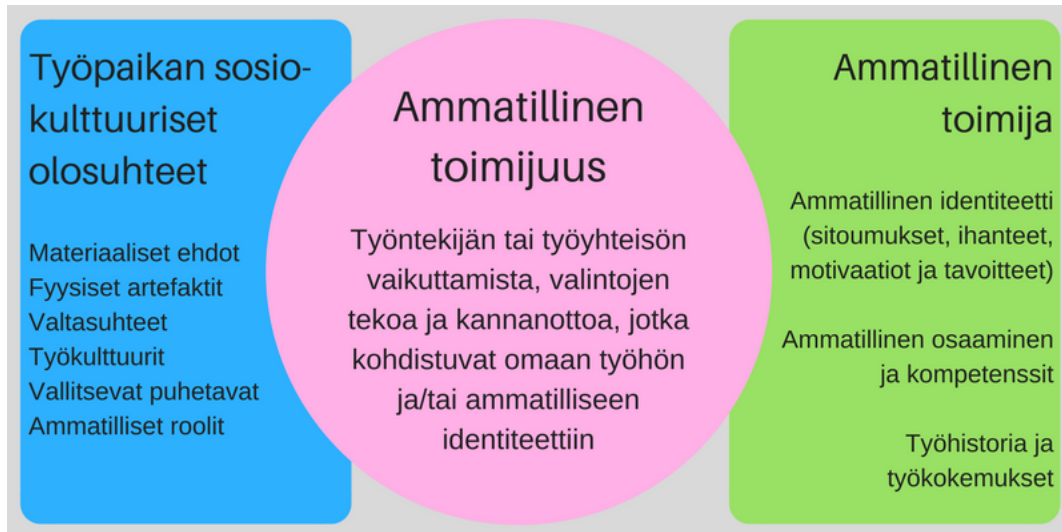 Työpaikan sosio-
kulttuuriset
olosuhteet
Materiaaliset ehdot
Fyysiset artefaktit
Valtasuhteet
Työkulttuurit
Vallitsevat puhetavat
Ammatilliset roolit
Ammatillinen
toimijuus
Työntekijän tai työyhteisön
vaikuttamista, valintojen
tekoa ja kannanottoa, jotka
kohdistuvat omaan työhön
ja/tai ammatilliseen
identiteettiin
Ammatillinen
toimija
Ammatillinen identiteetti
(sitoumukset, ihanteet,
motivaatiot ja tavoitteet)
Ammatillinen osaaminen
ja kompetenssit
Työhistoria ja
työkokemukset